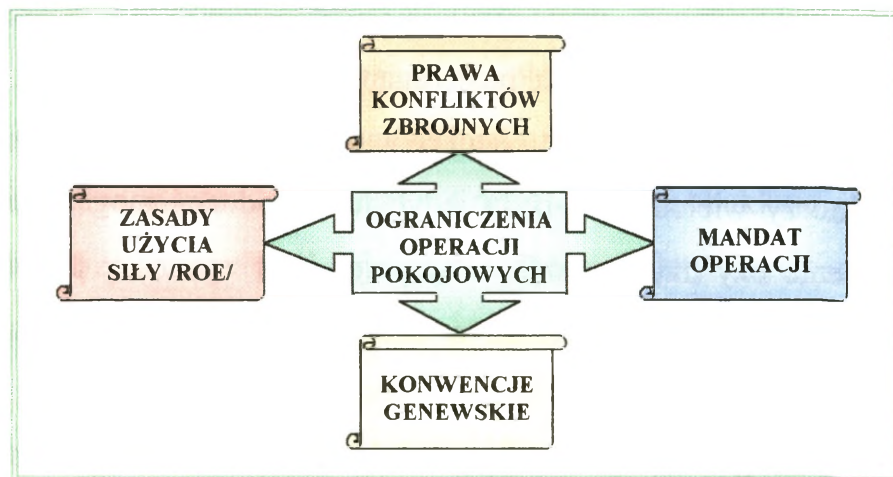 PRAWA
KONFLIKTÓW
ZBROJNYCH
ZASADY
UŻYCIA
SIŁY /ROE/
OGRANICZENIA
OPERACJI
POKOJOWYCH
MANDAT
OPERACJI
KONWENCJE
GENEWSKIE